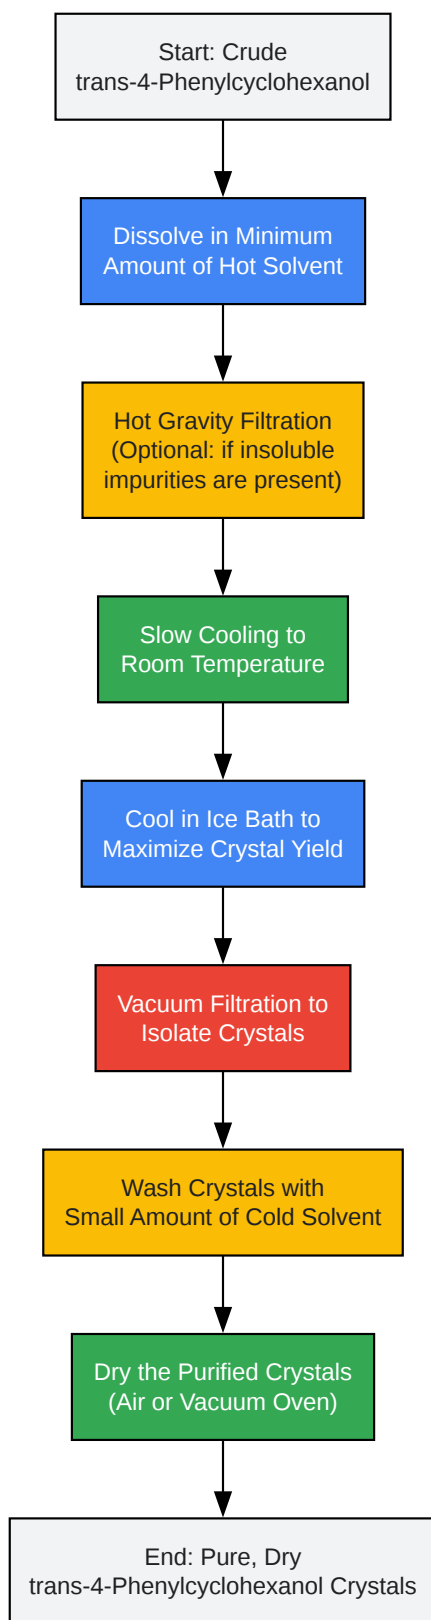 Start: Crude
trans-4-Phenylcyclohexanol
Dissolve in Minimum
Amount of Hot Solvent
Hot Gravity Filtration
(Optional: if insoluble
impurities are present)
Slow Cooling to
Room Temperature
Cool in Ice Bath to
Maximize Crystal Yield
Vacuum Filtration to
Isolate Crystals
Wash Crystals with
Small Amount of Cold Solvent
Dry the Purified Crystals
(Air or Vacuum Oven)
End: Pure, Dry
trans-4-Phenylcyclohexanol Crystals